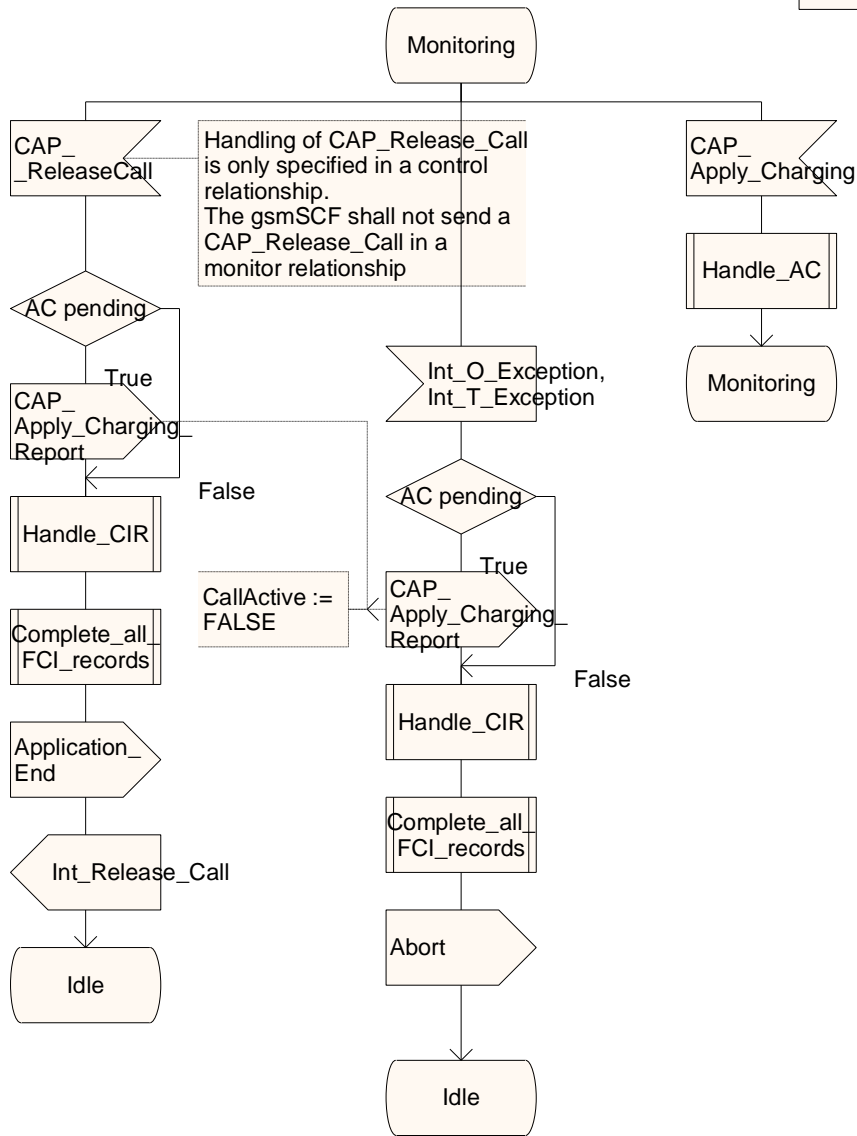 Monitoring
CAP_
_ReleaseCall
Handling of CAP_Release_Call
is only specified in a control
relationship.
The gsmSCF shall not send a
CAP_Release_Call in a
monitor relationship
CAP_
Apply_Charging
Handle_AC
Monitoring
AC pending
True
CAP_
Apply_Charging_
Report
False
Handle_CIR
Complete_all_
FCI_records
Application_
End
Int_Release_Call
Idle
Int_O_Exception,
Int_T_Exception
AC pending
True
CallActive :=
FALSE
CAP_
Apply_Charging_
Report
False
Handle_CIR
Complete_all_
FCI_records
Abort
Idle